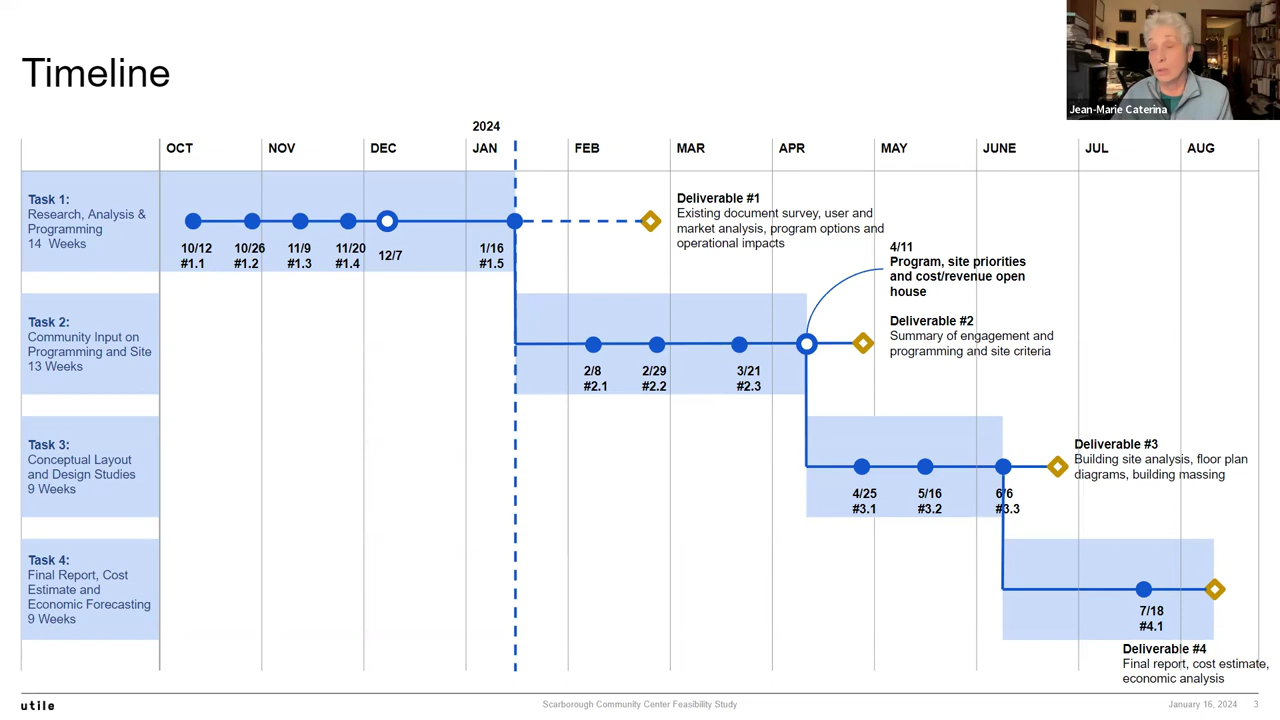 Timeline
Jean-Marie Caterina
2024
OCT NOV DEC JAN FEB MAR APR MAY JUNE JUL AUG
Task 1:
Research, Analysis &
Programming
14 Weeks
10/12 10/26 11/9 11/20 12/7 1/16
#1.1 #1.2 #1.3 #1.4 #1.5
Deliverable #1
Existing document survey, user and
market analysis, program options and
operational impacts
4/11
Program, site priorities
and cost/revenue open
house
Task 2:
Community Input on
Programming and Site
13 Weeks
2/8 2/29 3/21
#2.1 #2.2 #2.3
Deliverable #2
Summary of engagement and
programming and site criteria
Task 3:
Conceptual Layout
and Design Studies
9 Weeks
4/25 5/16 6/6
#3.1 #3.2 #3.3
Deliverable #3
Building site analysis, floor plan
diagrams, building massing
Task 4:
Final Report, Cost
Estimate and
Economic Forecasting
9 Weeks
7/18
#4.1
Deliverable #4
Final report, cost estimate,
economic analysis
utile
Scarborough Community Center Feasibility Study
January 16, 2024 3